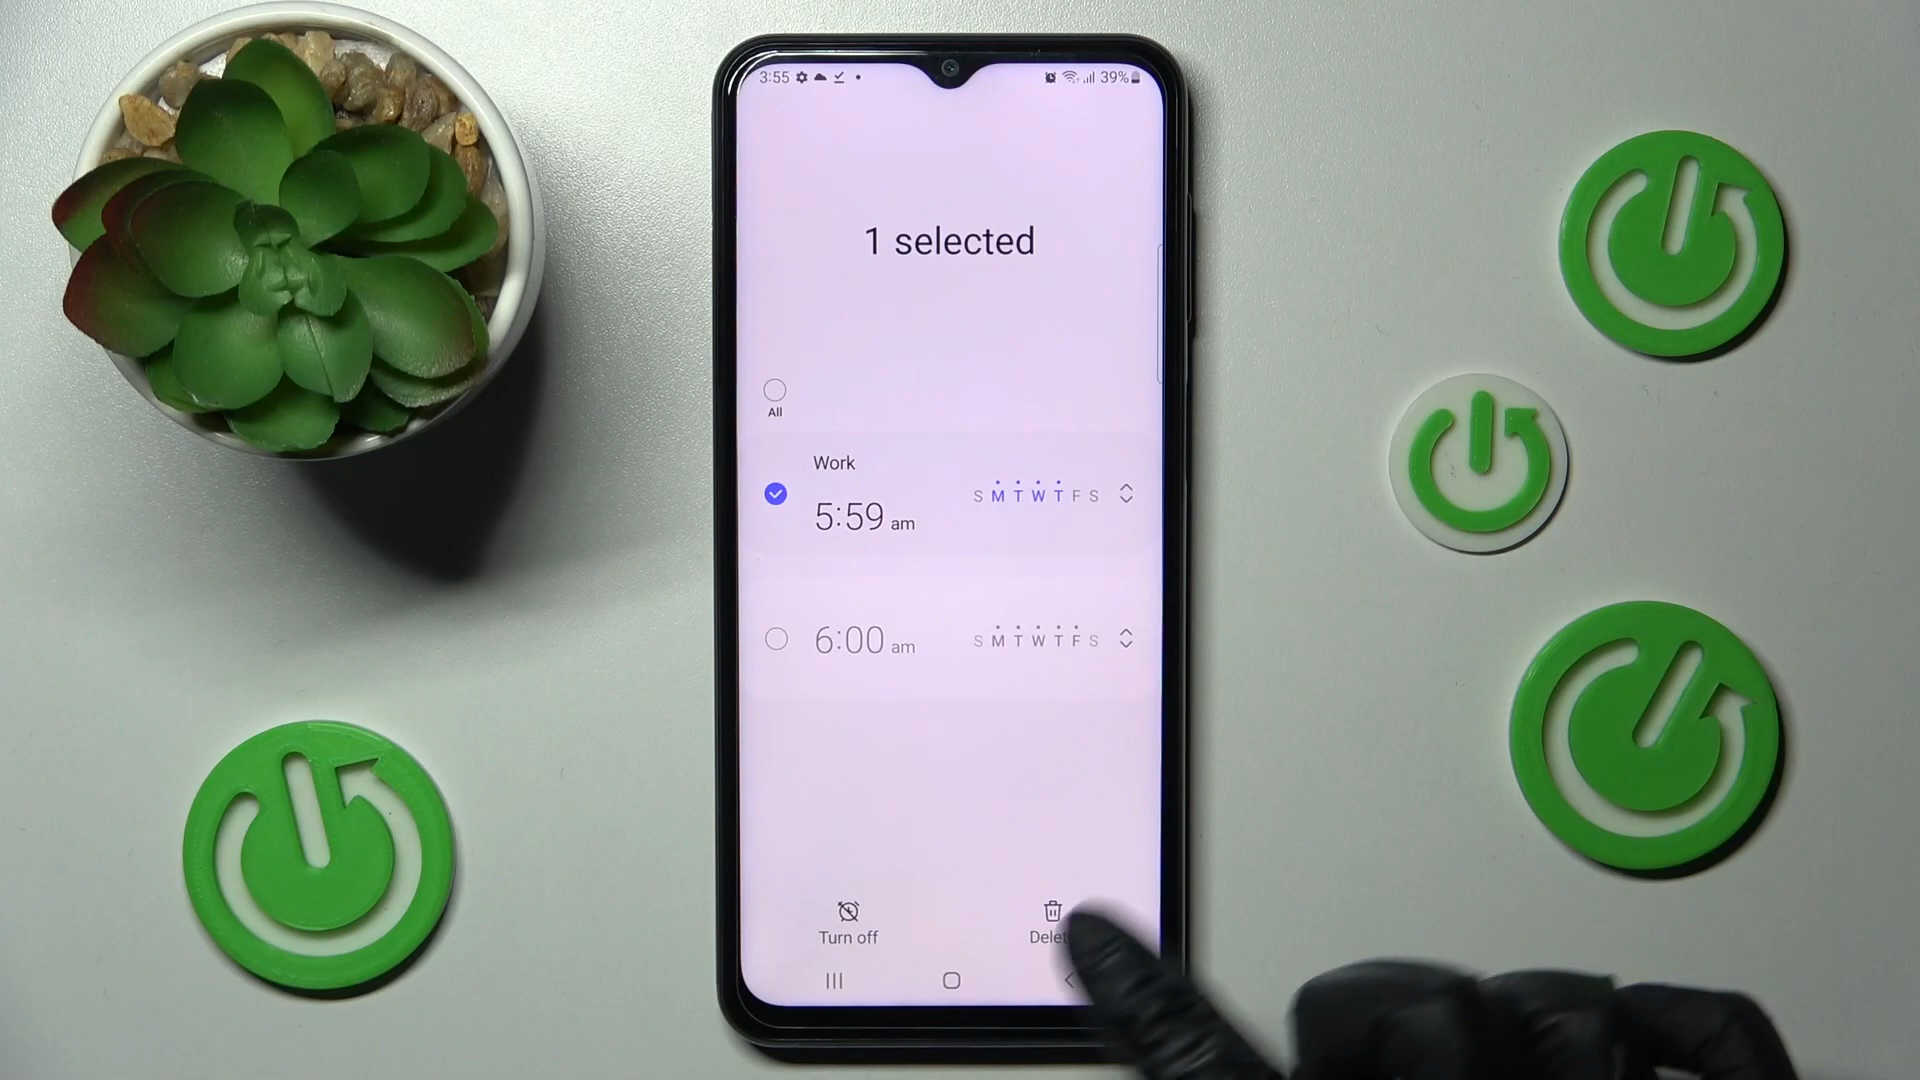 3:55 39%
1 selected
All
Work
5:59 am S M T W T F S
6:00 am S M T W T F S
Turn off